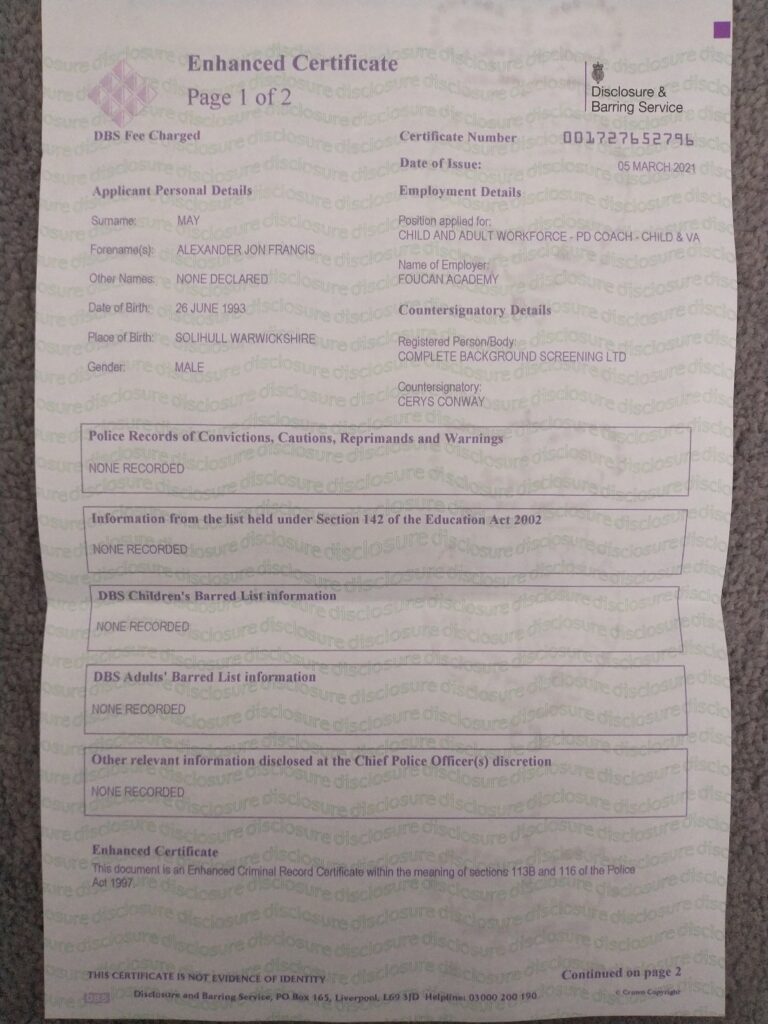 Enhanced Certificate
Page 1 of 2
Disclosure &
Barring Service
DBS Fee Charged
Certificate Number 001727652796
Date of Issue: 05 MARCH 2021
Applicant Personal Details
Surname: MAY
Forename(s): ALEXANDER JON FRANCIS
Other Names: NONE DECLARED
Date of Birth: 26 JUNE 1993
Place of Birth: SOLIHULL WARWICKSHIRE
Gender: MALE
Employment Details
Position applied for:
CHILD AND ADULT WORKFORCE - PD COACH - CHILD & VA
Name of Employer:
FOUCAN ACADEMY
Countersignatory Details
Registered Person/Body:
COMPLETE BACKGROUND SCREENING LTD
Countersignatory:
CERYS CONWAY
Police Records of Convictions, Cautions, Reprimands and Warnings
NONE RECORDED
Information from the list held under Section 142 of the Education Act 2002
NONE RECORDED
DBS Children's Barred List information
NONE RECORDED
DBS Adults' Barred List information
NONE RECORDED
Other relevant information disclosed at the Chief Police Officer(s) discretion
NONE RECORDED
Enhanced Certificate
This document is an Enhanced Criminal Record Certificate within the meaning of sections 113B and 116 of the Police
Act 1997.
THIS CERTIFICATE IS NOT EVIDENCE OF IDENTITY
Continued on page 2
DBS
Disclosure and Barring Service, PO Box 165, Liverpool, L69 3JD Helpline: 03000 200 190
© Crown Copyright